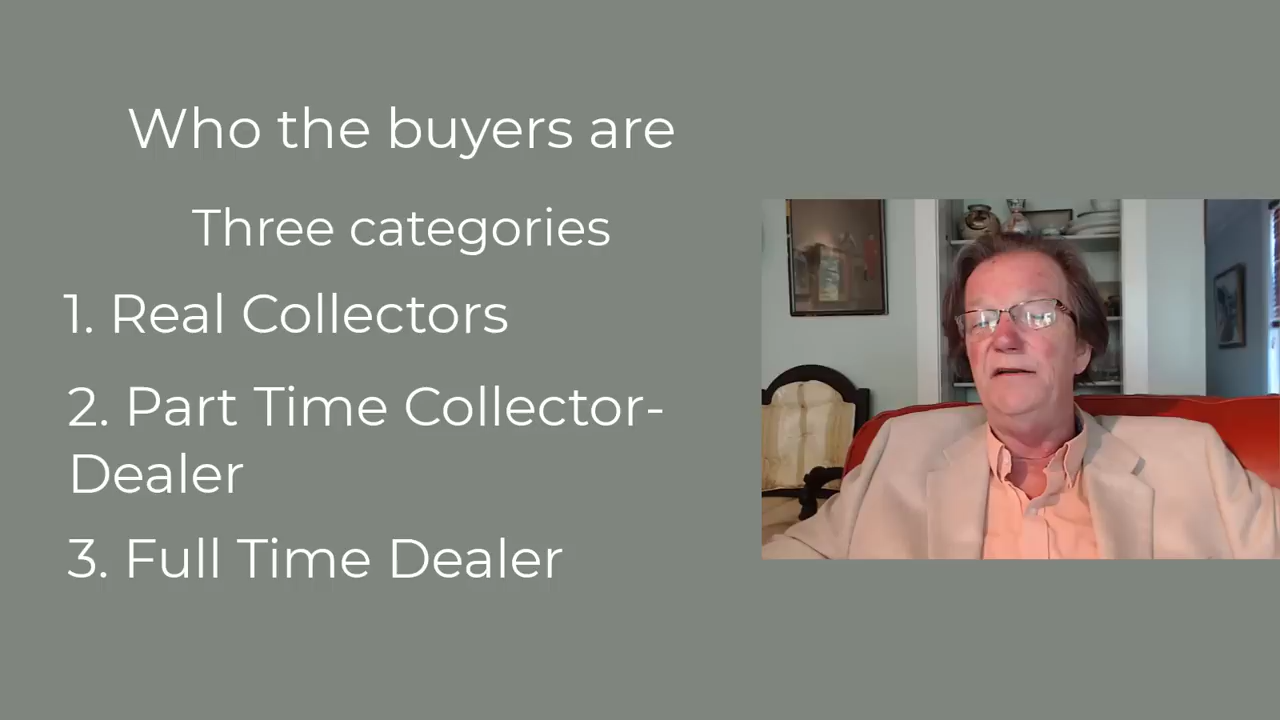 Who the buyers are
Three categories
1. Real Collectors
2. Part Time Collector-
Dealer
3. Full Time Dealer